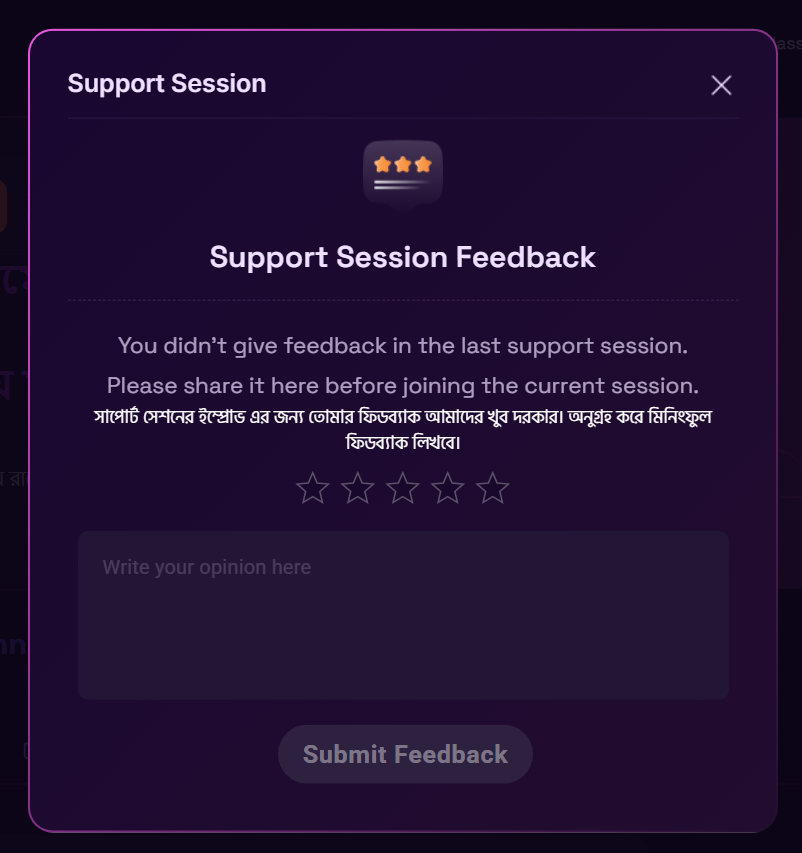 Support Session
Support Session Feedback
You didn't give feedback in the last support session.
Please share it here before joining the current session.
সাপোর্ট সেশনের ইম্প্রোভ এর জন্য তোমার ফিডব্যাক আমাদের খুব দরকার। অনুগ্রহ করে মিনিংফুল
ফিডব্যাক লিখবে।
Write your opinion here
Submit Feedback